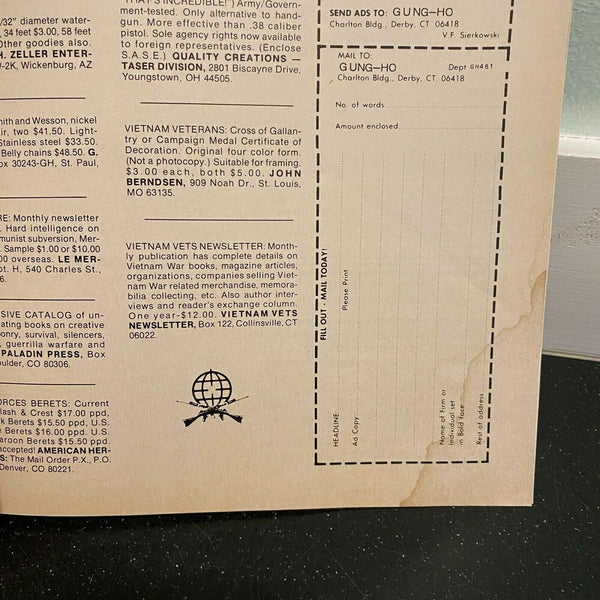 /32" diameter water-
, 34 feet $3.00, 58 feet
Other goodies also.
H. ZELLER ENTER-
-2K, Wickenburg, AZ
mith and Wesson, nickel
air, two $41.50. Light-
Stainless steel $33.50.
Belly chains $48.50. G.
ox 30243-GH, St. Paul,
RE: Monthly newsletter
. Hard intelligence on
munist subversion, Mer-
Sample $1.00 or $10.00
00 overseas. LE MER-
pt. H, 540 Charles St.,
6.
SIVE CATALOG of un-
ating books on creative
onry, survival, silencers,
, guerrilla warfare and
PALADIN PRESS, Box
oulder, CO 80306.
ORCES BERETS: Current
lash & Crest $17.00 ppd.
k Berets $15.50 ppd, U.S.
e Berets $16.00 ppd. U.S.
aroon Berets $15.50 ppd.
accepted! AMERICAN HER-
S: The Mail Order P.X., P.O.
Denver, CO 80221.
THAT'S INCREDIBLE!") Army/Govern-
ment-tested. Only alternative to hand-
gun. More effective than .38 caliber
pistol. Sole agency rights now available
to foreign representatives. (Enclose
S.A.S.E.) QUALITY CREATIONS —
TASER DIVISION, 2801 Biscayne Drive,
Youngstown, OH 44505.
VIETNAM VETERANS: Cross of Gallan-
try or Campaign Medal Certificate of
Decoration. Original four color form.
(Not a photocopy.) Suitable for framing.
$3.00 each, both $5.00. JOHN
BERNDSEN, 909 Noah Dr., St. Louis,
MO 63135.
VIETNAM VETS NEWSLETTER: Month-
ly publication has complete details on
Vietnam War books, magazine articles,
organizations, companies selling Viet-
nam War related merchandise, memora-
bilia collecting, etc. Also author inter-
views and reader's exchange column.
One year-$12.00. VIETNAM VETS
NEWSLETTER, Box 122, Collinsville, CT
06022.
SEND ADS TO: GUNG-HO
Charlton Bldg., Derby, CT 06418
V.F. Sierkowski
MAIL TO:
GUNG-HO Dept GH481
Charlton Bldg., Derby, CT. 06418
No. of words
Amount enclosed
FILL OUT - MAIL TODAY!
Please Print
HEADLINE:
Ad Copy:
Name of Firm or
Individual set
in Bold face
Rest of address